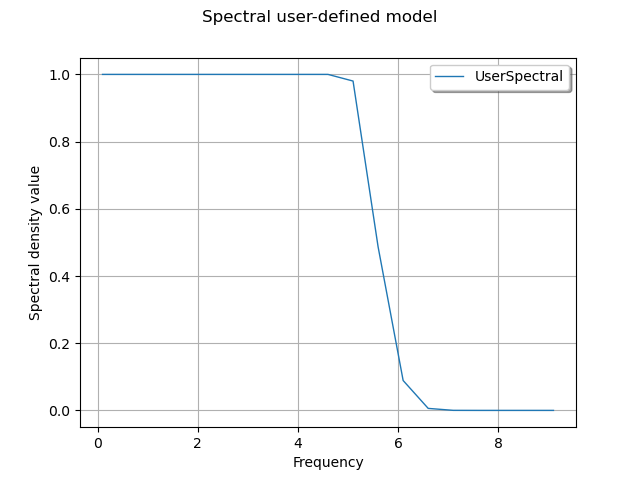 Spectral user-defined model
UserSpectral
1.0
0.8
0.6
0.4
0.2
0.0
Spectral density value
0 2 4 6 8
Frequency